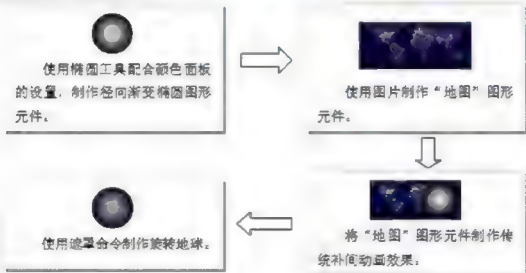 使用椭圆工具配合颜色面板
的设置，制作径向渐变椭圆图形
元件。
使用图片制作“地图”图形
元件。
将“地图”图形元件制作传
统补间动画效果。
使用遮罩命令制作旋转地球。